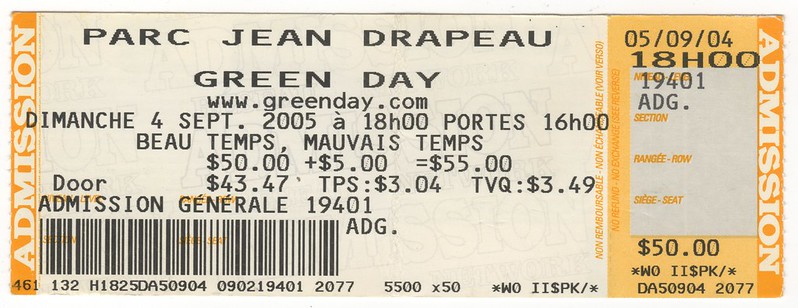 ADMISSION
PARC JEAN DRAPEAU
GREEN DAY
www.greenday.com
DIMANCHE 4 SEPT. 2005 à 18h00 PORTES 16h00
BEAU TEMPS, MAUVAIS TEMPS
$50.00 +$5.00 =$55.00
Door $43.47 TPS:$3.04 TVQ:$3.49
ADMISSION GÉNÉRALE 19401
ADG.
461 132 H1825DA50904 090219401 2077 5500 x50 *WO II$PK/*
NON REMBOURSABLE - NON ÉCHANGEABLE (VOIR VERSO)
NO REFUND - NO EXCHANGE (SEE REVERSE)
05/09/04
18H00
NIVEAU - LEVEL
19401
ADG.
SECTION
RANGÉE - ROW
SIÈGE - SEAT
$50.00
*WO II$PK/*
DA50904 2077
ADMISSION